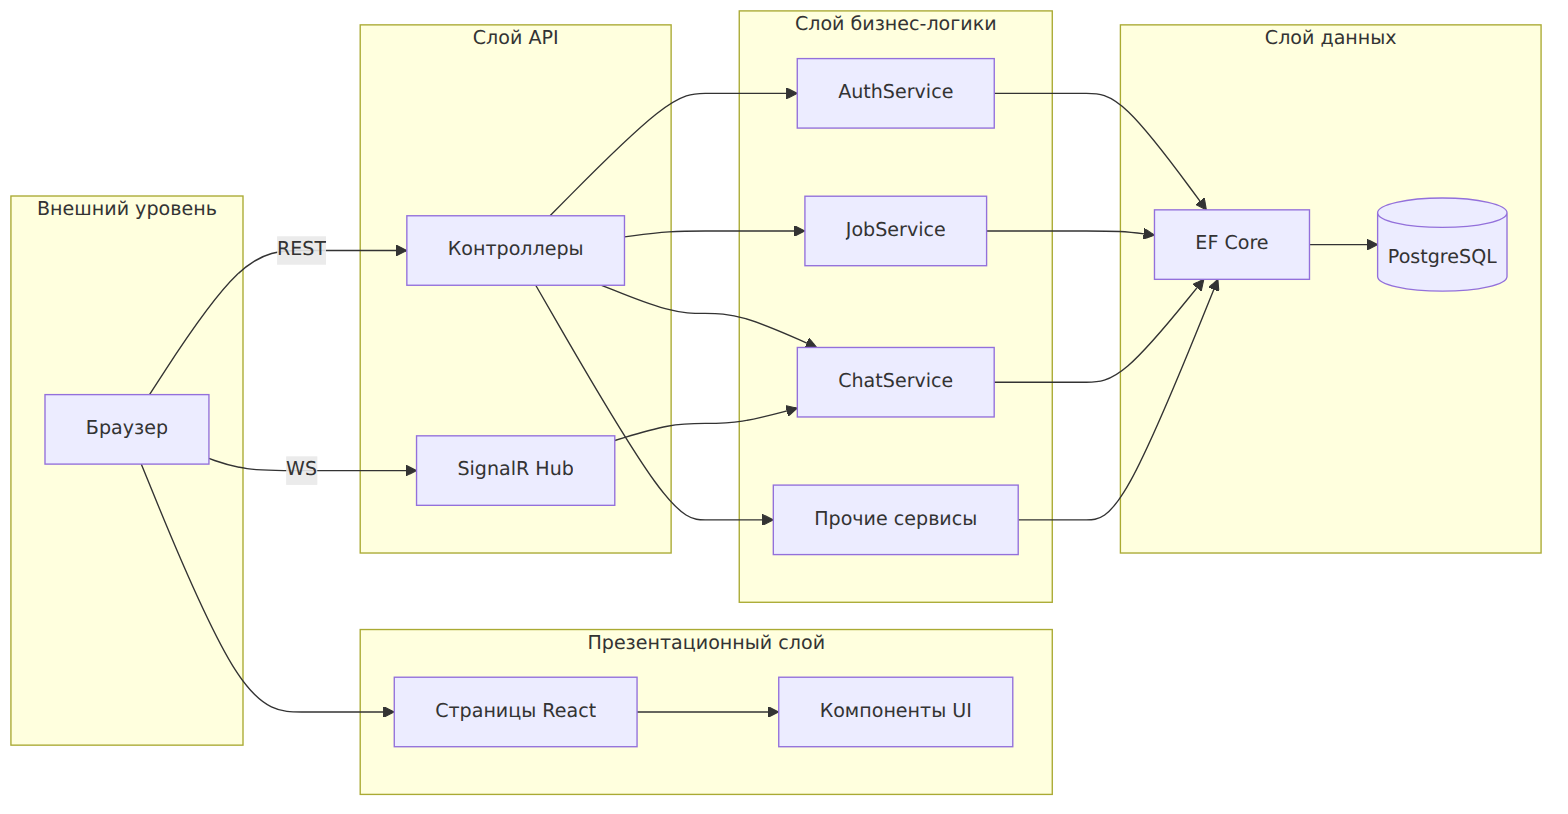 Внешний уровень
Браузер
REST
WS
Слой API
Контроллеры
SignalR Hub
Слой бизнес-логики
AuthService
JobService
ChatService
Прочие сервисы
Слой данных
EF Core
PostgreSQL
Презентационный слой
Страницы React
Компоненты UI